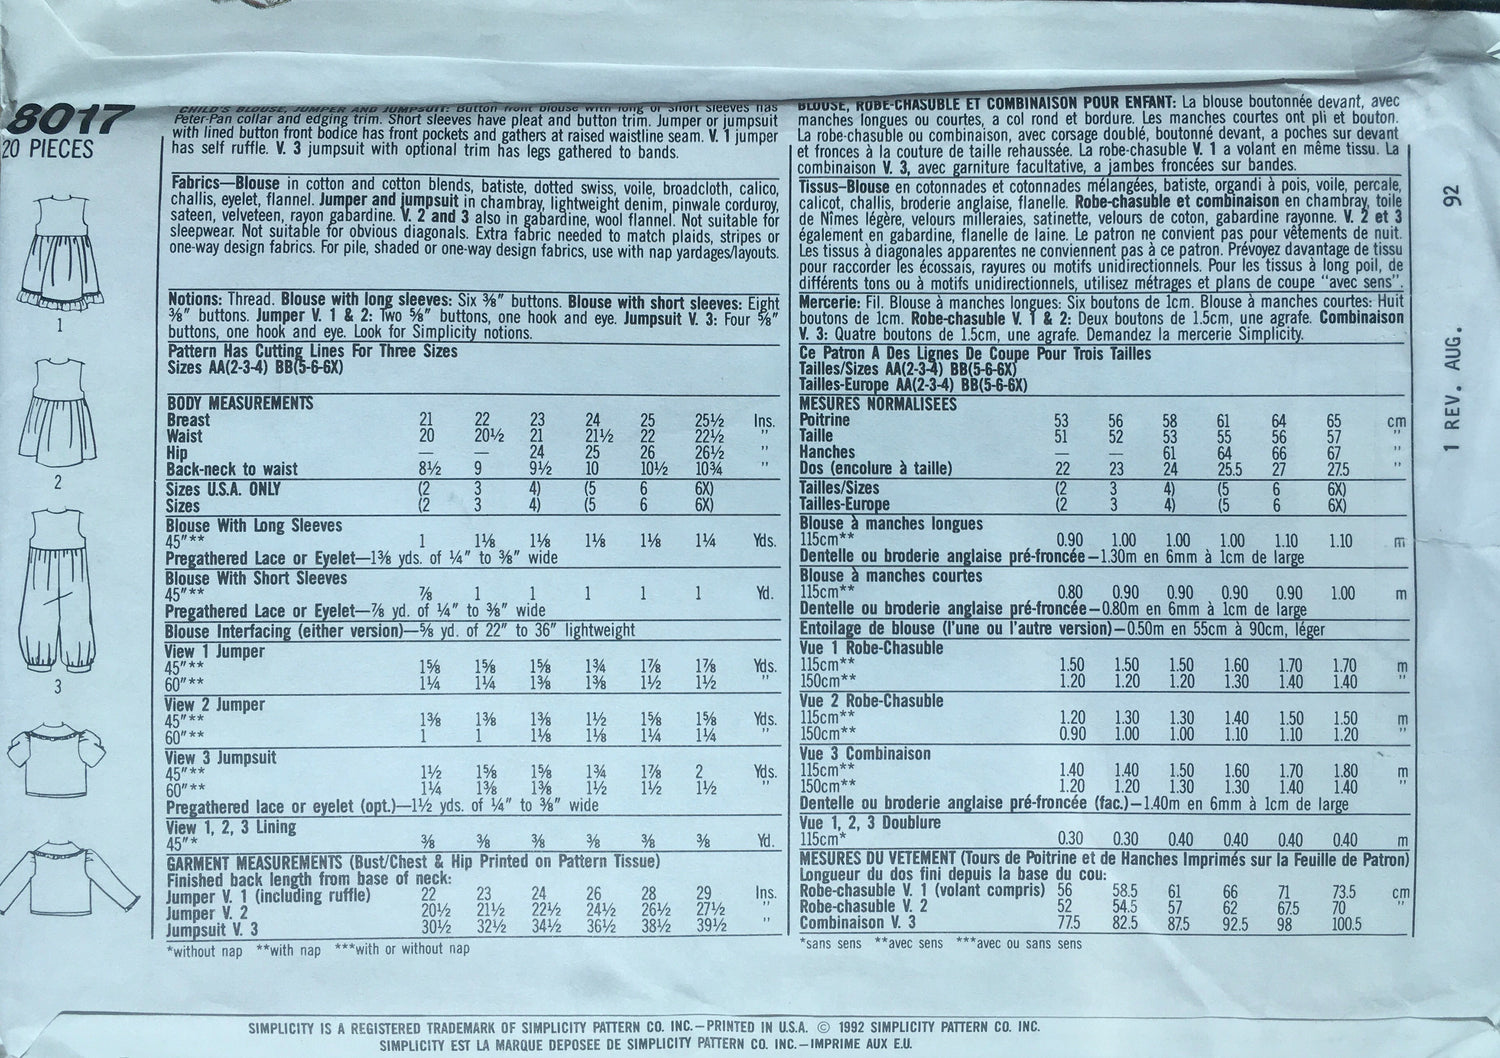 8017
20 PIECES
1
2
3
CHILD'S BLOUSE, JUMPER AND JUMPSUIT: Button front blouse with long or short sleeves has
Peter-Pan collar and edging trim. Short sleeves have pleat and button trim. Jumper or jumpsuit
with lined button front bodice has front pockets and gathers at raised waistline seam. V. 1 jumper
has self ruffle. V. 3 jumpsuit with optional trim has legs gathered to bands.
Fabrics—Blouse in cotton and cotton blends, batiste, dotted swiss, voile, broadcloth, calico,
challis, eyelet, flannel. Jumper and jumpsuit in chambray, lightweight denim, pinwale corduroy,
sateen, velveteen, rayon gabardine. V. 2 and 3 also in gabardine, wool flannel. Not suitable for
sleepwear. Not suitable for obvious diagonals. Extra fabric needed to match plaids, stripes or
one-way design fabrics. For pile, shaded or one-way design fabrics, use with nap yardages/layouts.
Notions: Thread. Blouse with long sleeves: Six ⅜" buttons. Blouse with short sleeves: Eight
⅜" buttons. Jumper V. 1 & 2: Two ⅝" buttons, one hook and eye. Jumpsuit V. 3: Four ⅝"
buttons, one hook and eye. Look for Simplicity notions.
Pattern Has Cutting Lines For Three Sizes
Sizes AA(2-3-4) BB(5-6-6X)
BODY MEASUREMENTS
Breast 21 22 23 24 25 25½ Ins.
Waist 20 20½ 21 21½ 22 22½ "
Hip — — 24 25 26 26½ "
Back-neck to waist 8½ 9 9½ 10 10½ 10¾ "
Sizes U.S.A. ONLY (2 3 4) (5 6 6X)
Sizes (2 3 4) (5 6 6X)
Blouse With Long Sleeves
45"** 1 1⅛ 1⅛ 1⅛ 1⅛ 1¼ Yds.
Pregathered Lace or Eyelet—1⅜ yds. of ¼" to ⅜" wide
Blouse With Short Sleeves
45"** ⅞ 1 1 1 1 1 Yd.
Pregathered Lace or Eyelet—⅞ yd. of ¼" to ⅜" wide
Blouse Interfacing (either version)—⅝ yd. of 22" to 36" lightweight
View 1 Jumper
45"** 1⅝ 1⅝ 1⅝ 1¾ 1⅞ 1⅞ Yds.
60"** 1¼ 1¼ 1⅜ 1⅜ 1½ 1½ "
View 2 Jumper
45"** 1⅜ 1⅜ 1⅜ 1½ 1⅝ 1⅝ Yds.
60"** 1 1 1⅛ 1⅛ 1¼ 1¼ "
View 3 Jumpsuit
45"** 1½ 1⅝ 1⅝ 1¾ 1⅞ 2 Yds.
60"** 1¼ 1⅜ 1⅜ 1½ 1½ 1½ "
Pregathered lace or eyelet (opt.)—1½ yds. of ¼" to ⅜" wide
View 1, 2, 3 Lining
45"* ⅜ ⅜ ⅜ ⅜ ⅜ ⅜ Yd.
GARMENT MEASUREMENTS (Bust/Chest & Hip Printed on Pattern Tissue)
Finished back length from base of neck:
Jumper V. 1 (including ruffle) 22 23 24 26 28 29 Ins.
Jumper V. 2 20½ 21½ 22½ 24½ 26½ 27½ "
Jumpsuit V. 3 30½ 32½ 34½ 36½ 38½ 39½ "
*without nap **with nap ***with or without nap
BLOUSE, ROBE-CHASUBLE ET COMBINAISON POUR ENFANT: La blouse boutonnée devant, avec
manches longues ou courtes, a col rond et bordure. Les manches courtes ont pli et bouton.
La robe-chasuble ou combinaison, avec corsage doublé, boutonné devant, a poches sur devant
et fronces à la couture de taille rehaussée. La robe-chasuble V. 1 a volant en même tissu. La
combinaison V. 3, avec garniture facultative, a jambes froncées sur bandes.
Tissus—Blouse en cotonnades et cotonnades mélangées, batiste, organdi à pois, voile, percale,
calicot, challis, broderie anglaise, flanelle. Robe-chasuble et combinaison en chambray, toile
de Nîmes légère, velours milleraies, satinette, velours de coton, gabardine rayonne. V. 2 et 3
également en gabardine, flanelle de laine. Le patron ne convient pas pour vêtements de nuit.
Les tissus à diagonales apparentes ne conviennent pas à ce patron. Prévoyez davantage de tissu
pour raccorder les écossais, rayures ou motifs unidirectionnels. Pour les tissus à long poil, de
différents tons ou à motifs unidirectionnels, utilisez métrages et plans de coupe "avec sens".
Mercerie: Fil. Blouse à manches longues: Six boutons de 1cm. Blouse à manches courtes: Huit
boutons de 1cm. Robe-chasuble V. 1 & 2: Deux boutons de 1.5cm, une agrafe. Combinaison
V. 3: Quatre boutons de 1.5cm, une agrafe. Demandez la mercerie Simplicity.
Ce Patron A Des Lignes De Coupe Pour Trois Tailles
Tailles/Sizes AA(2-3-4) BB(5-6-6X)
Tailles-Europe AA(2-3-4) BB(5-6-6X)
MESURES NORMALISEES
Poitrine 53 56 58 61 64 65 cm
Taille 51 52 53 55 56 57 "
Hanches — — 61 64 66 67 "
Dos (encolure à taille) 22 23 24 25.5 27 27.5 "
Tailles/Sizes (2 3 4) (5 6 6X)
Tailles-Europe (2 3 4) (5 6 6X)
Blouse à manches longues
115cm** 0.90 1.00 1.00 1.00 1.10 1.10 m
Dentelle ou broderie anglaise pré-froncée—1.30m en 6mm à 1cm de large
Blouse à manches courtes
115cm** 0.80 0.90 0.90 0.90 0.90 1.00 m
Dentelle ou broderie anglaise pré-froncée—0.80m en 6mm à 1cm de large
Entoilage de blouse (l'une ou l'autre version)—0.50m en 55cm à 90cm, léger
Vue 1 Robe-Chasuble
115cm** 1.50 1.50 1.50 1.60 1.70 1.70 m
150cm** 1.20 1.20 1.20 1.30 1.40 1.40 "
Vue 2 Robe-Chasuble
115cm** 1.20 1.30 1.30 1.40 1.50 1.50 m
150cm** 0.90 1.00 1.00 1.10 1.10 1.20 "
Vue 3 Combinaison
115cm** 1.40 1.40 1.50 1.60 1.70 1.80 m
150cm** 1.20 1.20 1.30 1.30 1.40 1.40 "
Dentelle ou broderie anglaise pré-froncée (fac.)—1.40m en 6mm à 1cm de large
Vue 1, 2, 3 Doublure
115cm* 0.30 0.30 0.40 0.40 0.40 0.40 m
MESURES DU VETEMENT (Tours de Poitrine et de Hanches Imprimés sur la Feuille de Patron)
Longueur du dos fini depuis la base du cou:
Robe-chasuble V. 1 (volant compris) 56 58.5 61 66 71 73.5 cm
Robe-chasuble V. 2 52 54.5 57 62 67.5 70 "
Combinaison V. 3 77.5 82.5 87.5 92.5 98 100.5
*sans sens **avec sens ***avec ou sans sens
1 REV. AUG. 92
SIMPLICITY IS A REGISTERED TRADEMARK OF SIMPLICITY PATTERN CO. INC.—PRINTED IN U.S.A. © 1992 SIMPLICITY PATTERN CO. INC.
SIMPLICITY EST LA MARQUE DEPOSEE DE SIMPLICITY PATTERN CO. INC.—IMPRIME AUX E.U.